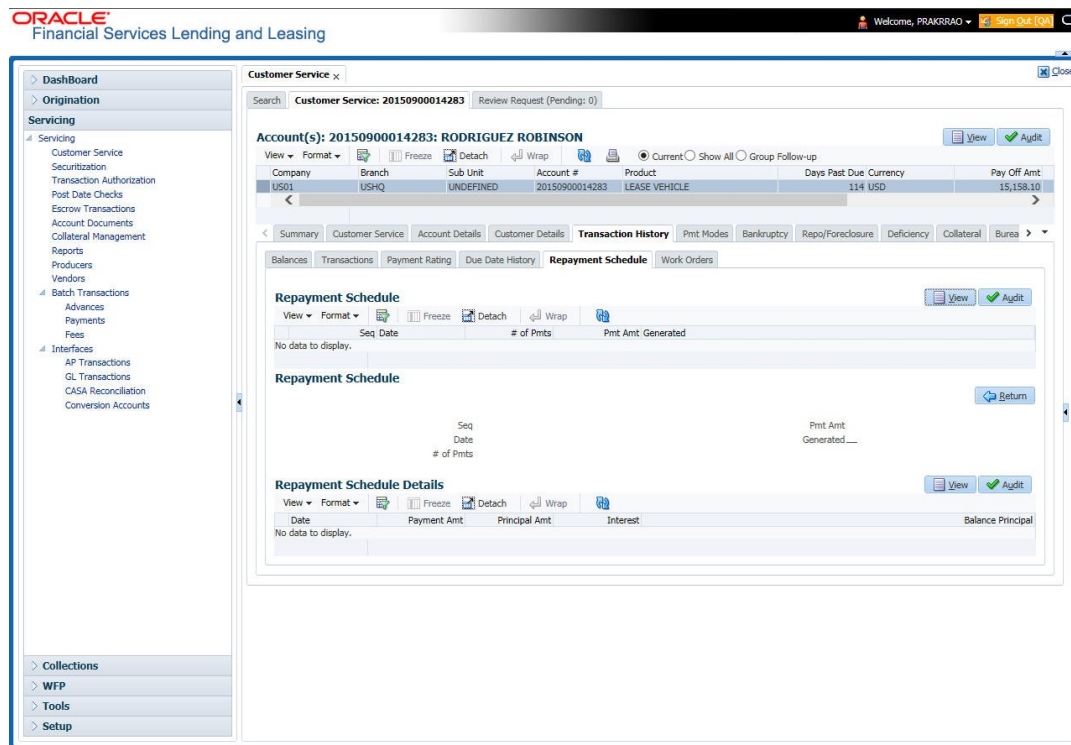 ORACLE
Financial Services Lending and Leasing
Welcome, PRAKRRAO Sign Out [QA]
Close
DashBoard
Origination
Servicing
Servicing
Customer Service
Securitization
Transaction Authorization
Post Date Checks
Escrow Transactions
Account Documents
Collateral Management
Reports
Producers
Vendors
Batch Transactions
Advances
Payments
Fees
Interfaces
AP Transactions
GL Transactions
CASA Reconciliation
Conversion Accounts
Collections
WFP
Tools
Setup
Customer Service x
Search Customer Service: 20150900014283 Review Request (Pending: 0)
Account(s): 20150900014283: RODRIGUEZ ROBINSON View Audit
View Format Freeze Detach Wrap Current Show All Group Follow-up
Company Branch Sub Unit Account # Product Days Past Due Currency Pay Off Amt
US01 USHQ UNDEFINED 20150900014283 LEASE VEHICLE 114 USD 15,158.10
Summary Customer Service Account Details Customer Details Transaction History Pmt Modes Bankruptcy Repo/Foreclosure Deficiency Collateral Burea
Balances Transactions Payment Rating Due Date History Repayment Schedule Work Orders
Repayment Schedule View Audit
View Format Freeze Detach Wrap
Seq Date # of Pmts Pmt Amt Generated
No data to display.
Repayment Schedule
Return
Seq Pmt Amt
Date Generated
# of Pmts
Repayment Schedule Details View Audit
View Format Freeze Detach Wrap
Date Payment Amt Principal Amt Interest Balance Principal
No data to display.